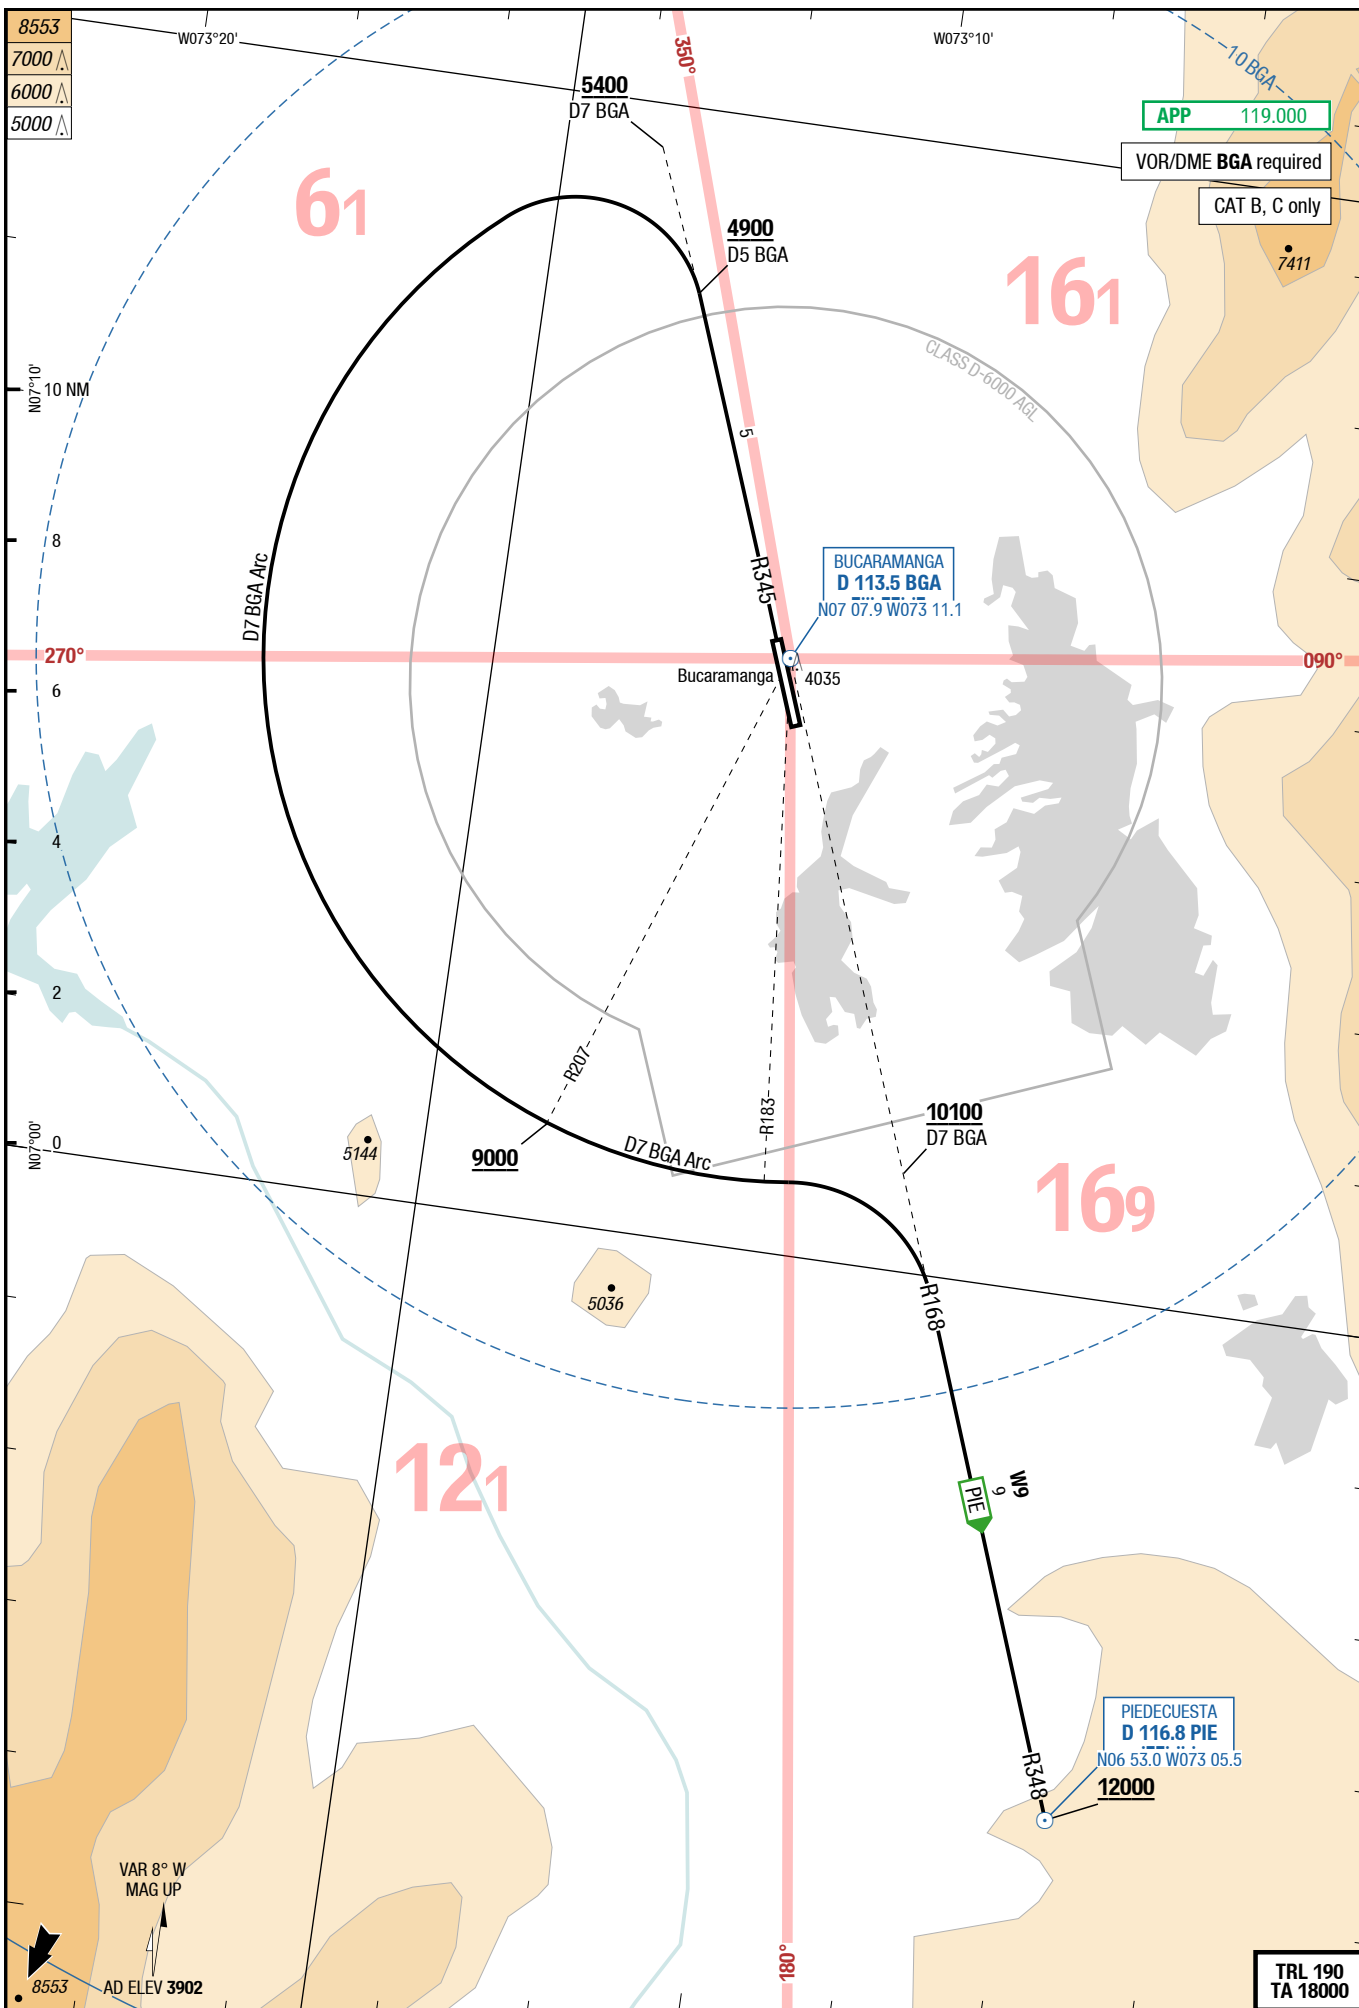 8553
7000
6000
5000
W073°20'
W073°10'
350°
10 BGA
5400
D7 BGA
APP 119.000
VOR/DME BGA required
CAT B, C only
61
4900
D5 BGA
161
7411
CLASS D-6000 AGL
N07°10'
10 NM
5
8
D7 BGA Arc
R345
BUCARAMANGA
D 113.5 BGA
N07 07.9 W073 11.1
270°
090°
6
Bucaramanga
4035
4
2
R207
R183
10100
D7 BGA
N07°00'
0
5144
9000
D7 BGA Arc
169
5036
R168
121
W9
9
PIE
PIEDECUESTA
D 116.8 PIE
N06 53.0 W073 05.5
R348
12000
VAR 8° W
MAG UP
180°
8553
AD ELEV 3902
TRL 190
TA 18000